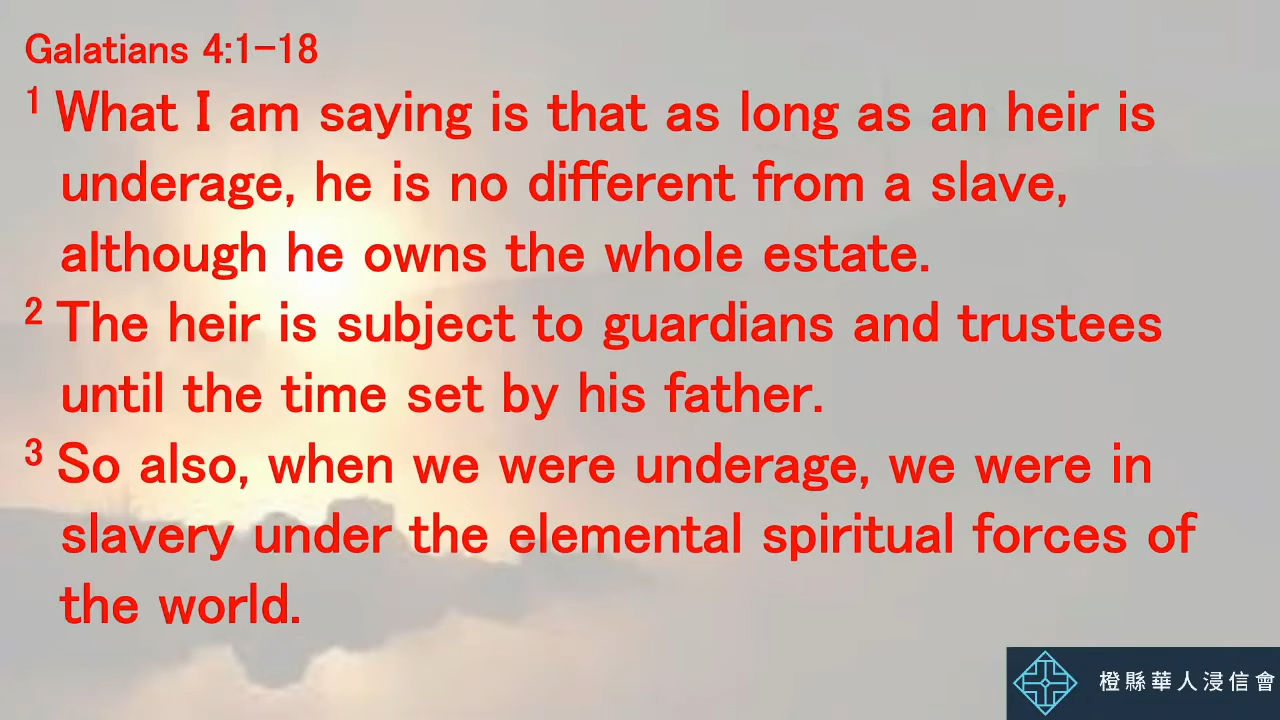 Galatians 4:1-18
1 What I am saying is that as long as an heir is
underage, he is no different from a slave,
although he owns the whole estate.
2 The heir is subject to guardians and trustees
until the time set by his father.
3 So also, when we were underage, we were in
slavery under the elemental spiritual forces of
the world.
橙縣華人浸信會